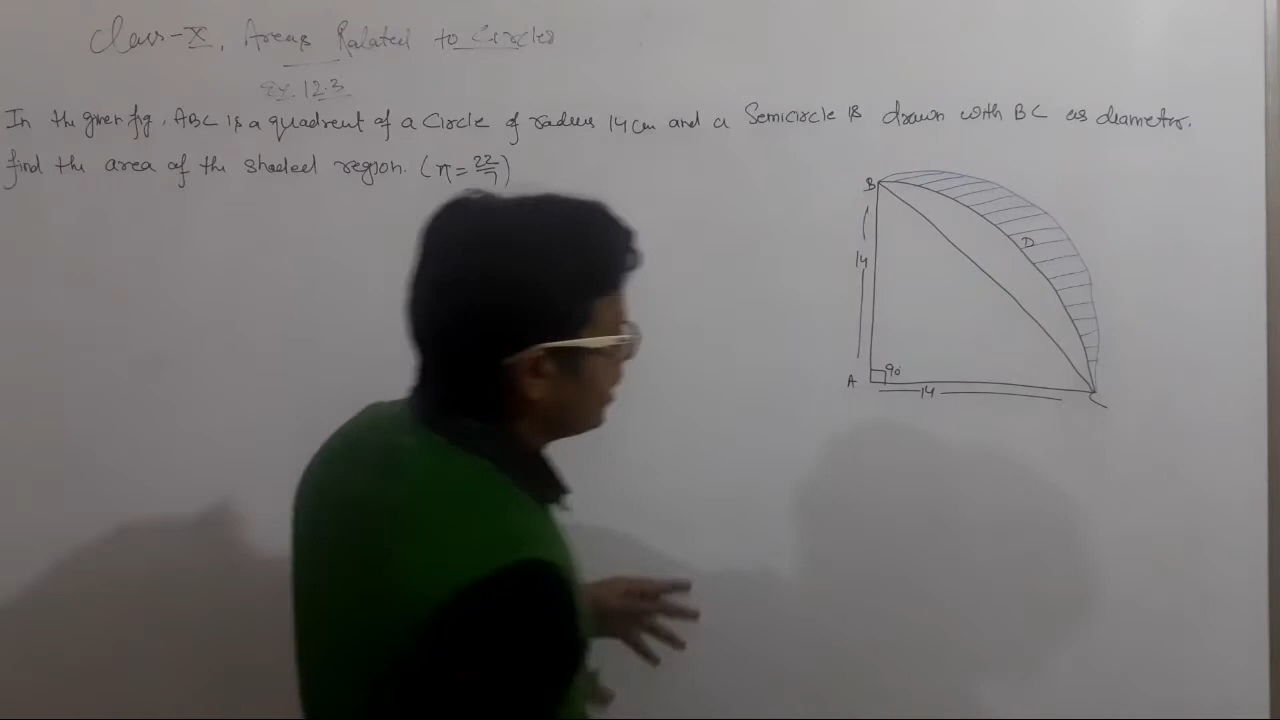 Class-X, Areas Ralated to Circles
Ex. 12.3
In the given fig, ABC is a quadrent of a Circle of radius 14 cm and a Semicircle is drawn with BC as diameter.
find the area of the shaded region. (π = 22/7)
B
D
14
A
90
14
C